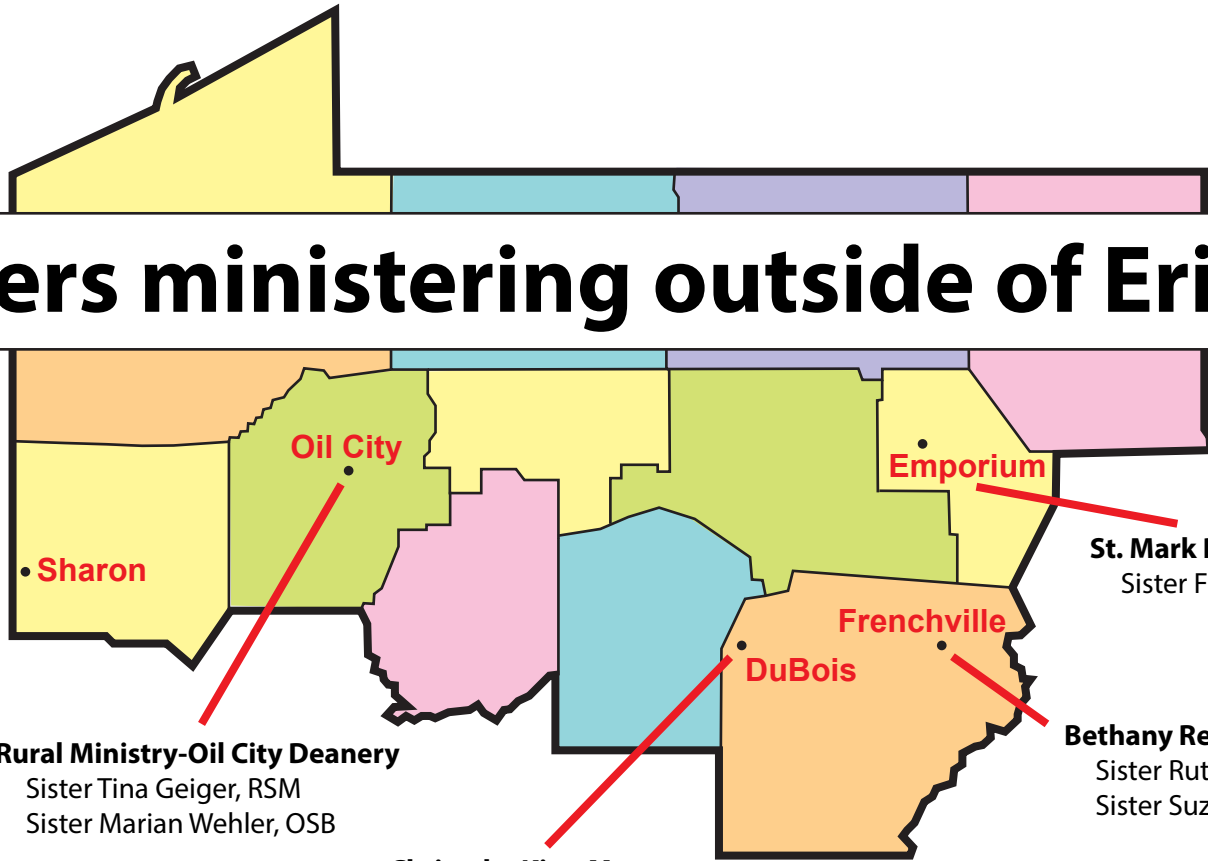 ers ministering outside of Eri
Oil City
Emporium
Sharon
St. Mark
Sister F
Frenchville
DuBois
Rural Ministry-Oil City Deanery
Sister Tina Geiger, RSM
Sister Marian Wehler, OSB
Bethany Re
Sister Rut
Sister Suz